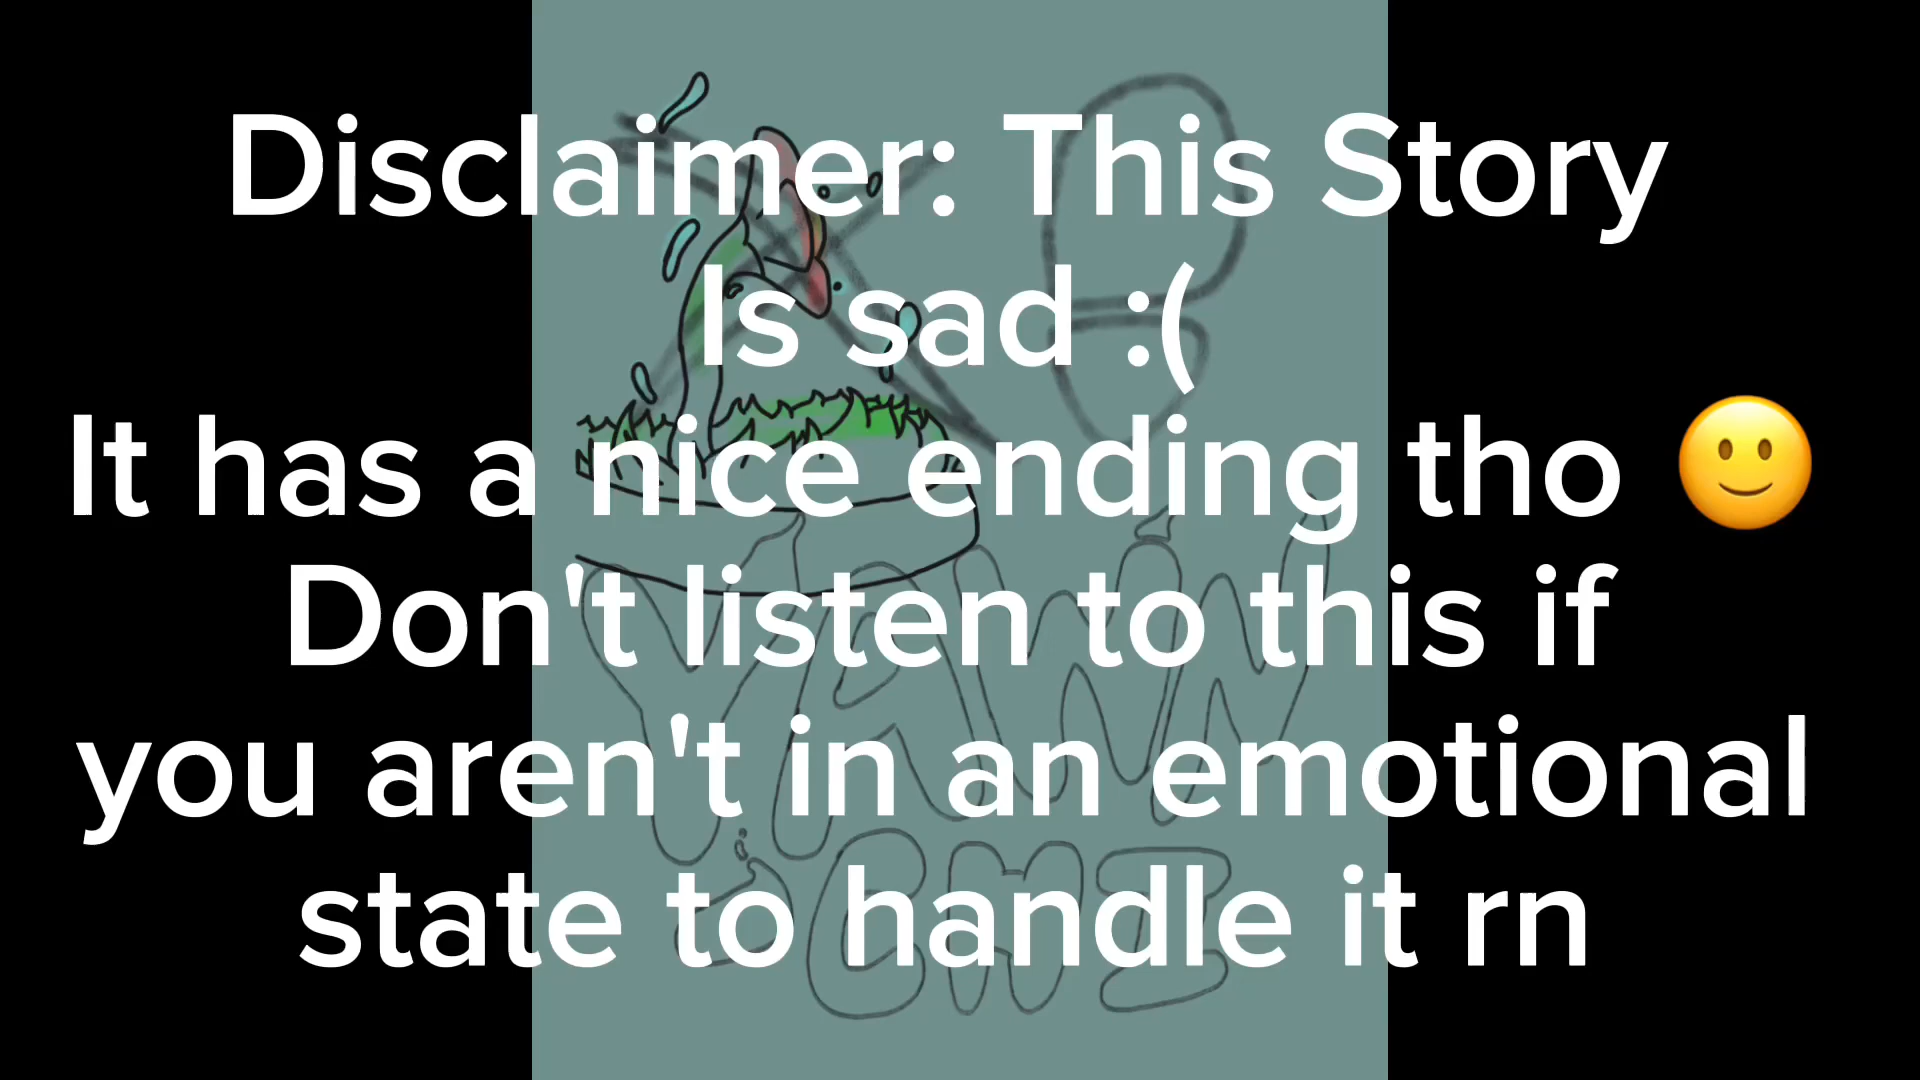 Disclaimer: This Story
Is sad :(
It has a nice ending tho 🙂
Don't listen to this if
you aren't in an emotional
state to handle it rn